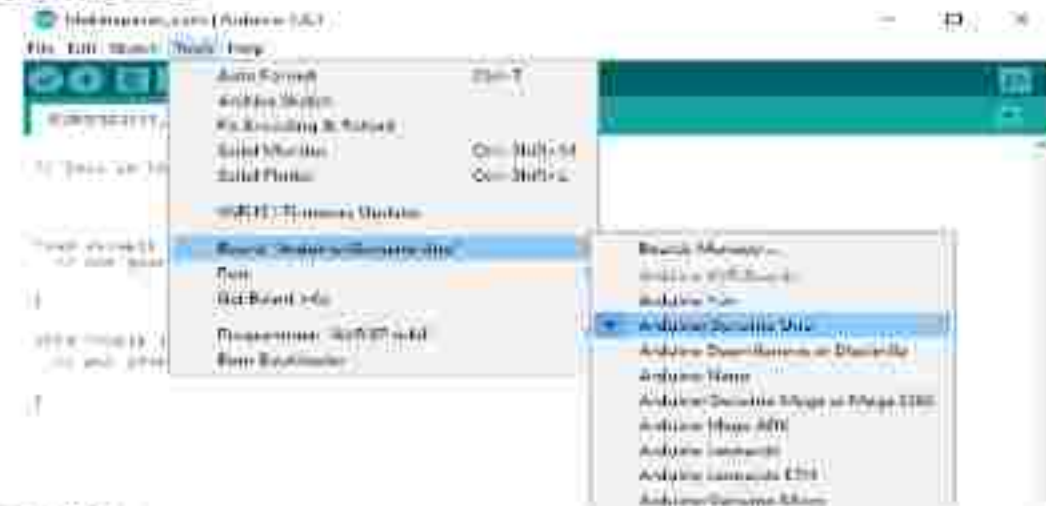 File Edit Sketch Tools Help
Auto Format Ctrl+T
Archive Sketch
Fix Encoding & Reload
Serial Monitor Ctrl+Shift+M
Serial Plotter Ctrl+Shift+L
WiFi101 Firmware Updater
Board: "Arduino/Genuino Uno"
Port
Get Board Info
Programmer: "AVRISP mkII"
Burn Bootloader
Boards Manager...
Arduino AVR Boards
Arduino Yún
Arduino/Genuino Uno
Arduino Duemilanove or Diecimila
Arduino Nano
Arduino/Genuino Mega or Mega 2560
Arduino Mega ADK
Arduino Leonardo
Arduino Leonardo ETH
Arduino/Genuino Micro